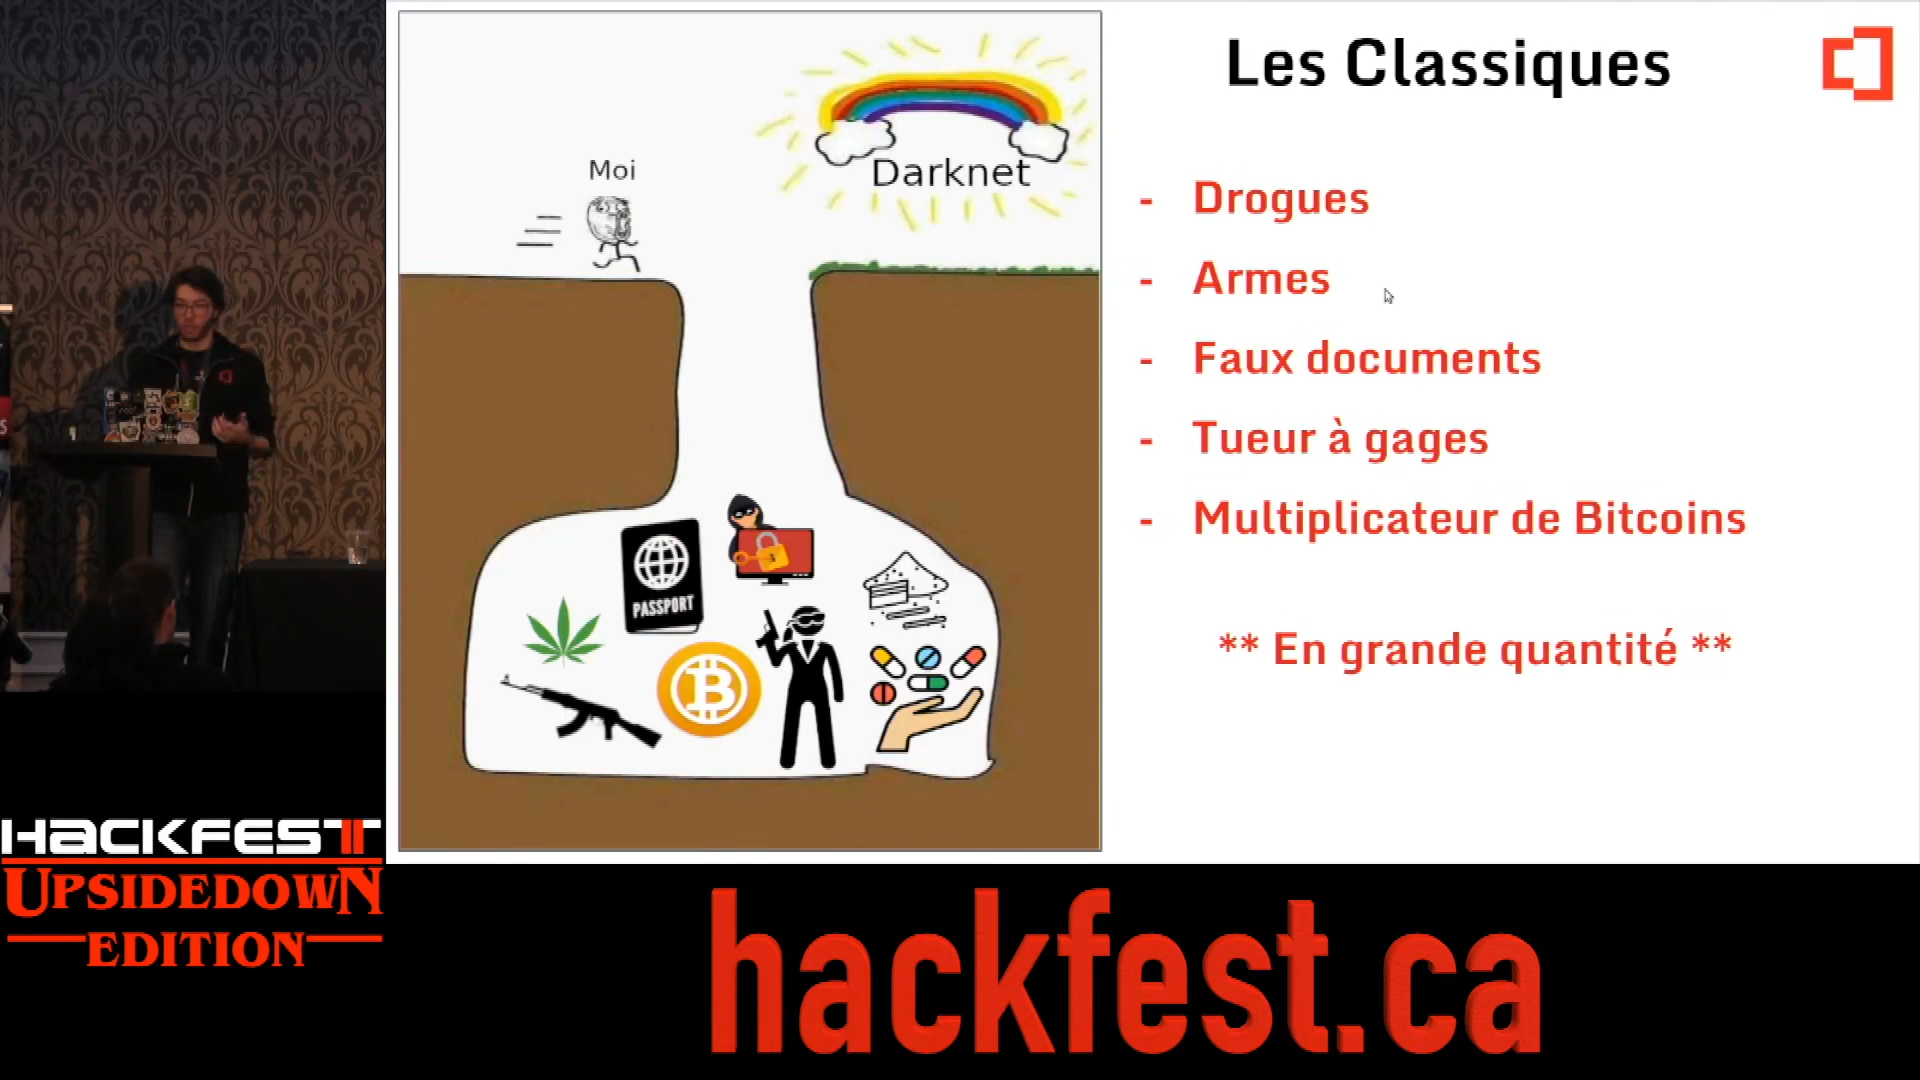 Les Classiques
Moi
Darknet
- Drogues
- Armes
- Faux documents
- Tueur à gages
- Multiplicateur de Bitcoins
** En grande quantité **
PASSPORT
HACKFEST
UPSIDEDOWN
EDITION
hackfest.ca